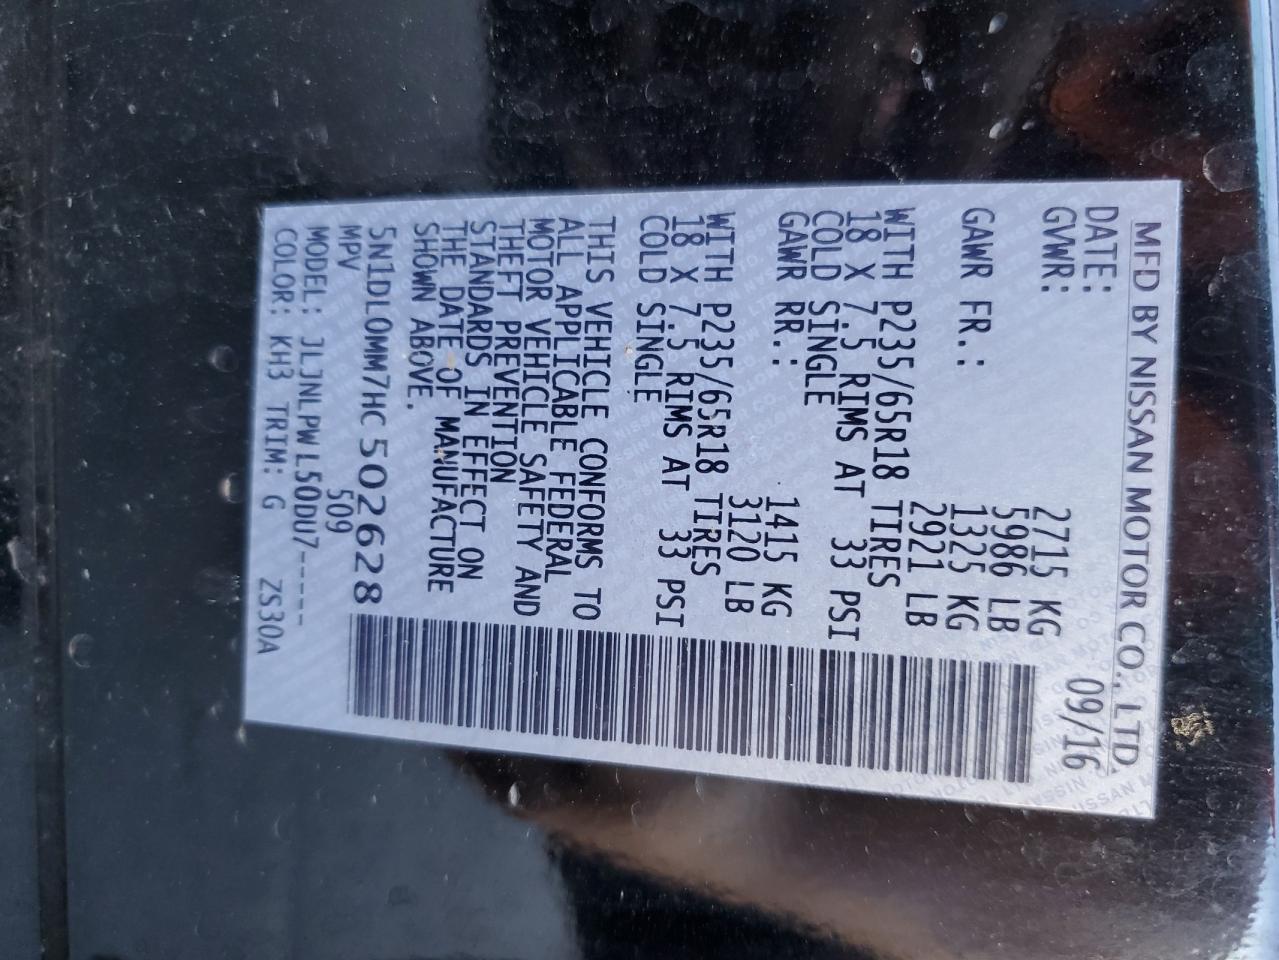 MFD BY NISSAN MOTOR CO., LTD.
DATE: 09/16
GVWR: 2715 KG
5986 LB
GAWR FR.: 1325 KG
2921 LB
WITH P235/65R18 TIRES
18 X 7.5 RIMS AT 33 PSI
COLD SINGLE
GAWR RR.: 1415 KG
3120 LB
WITH P235/65R18 TIRES
18 X 7.5 RIMS AT 33 PSI
COLD SINGLE
THIS VEHICLE CONFORMS TO
ALL APPLICABLE FEDERAL
MOTOR VEHICLE SAFETY AND
THEFT PREVENTION
STANDARDS IN EFFECT ON
THE DATE OF MANUFACTURE
SHOWN ABOVE.
5N1DL0MM7HC502628
MPV 509
MODEL: JLJNLPWL50DU7-----
COLOR: KH3 TRIM: G ZS30A